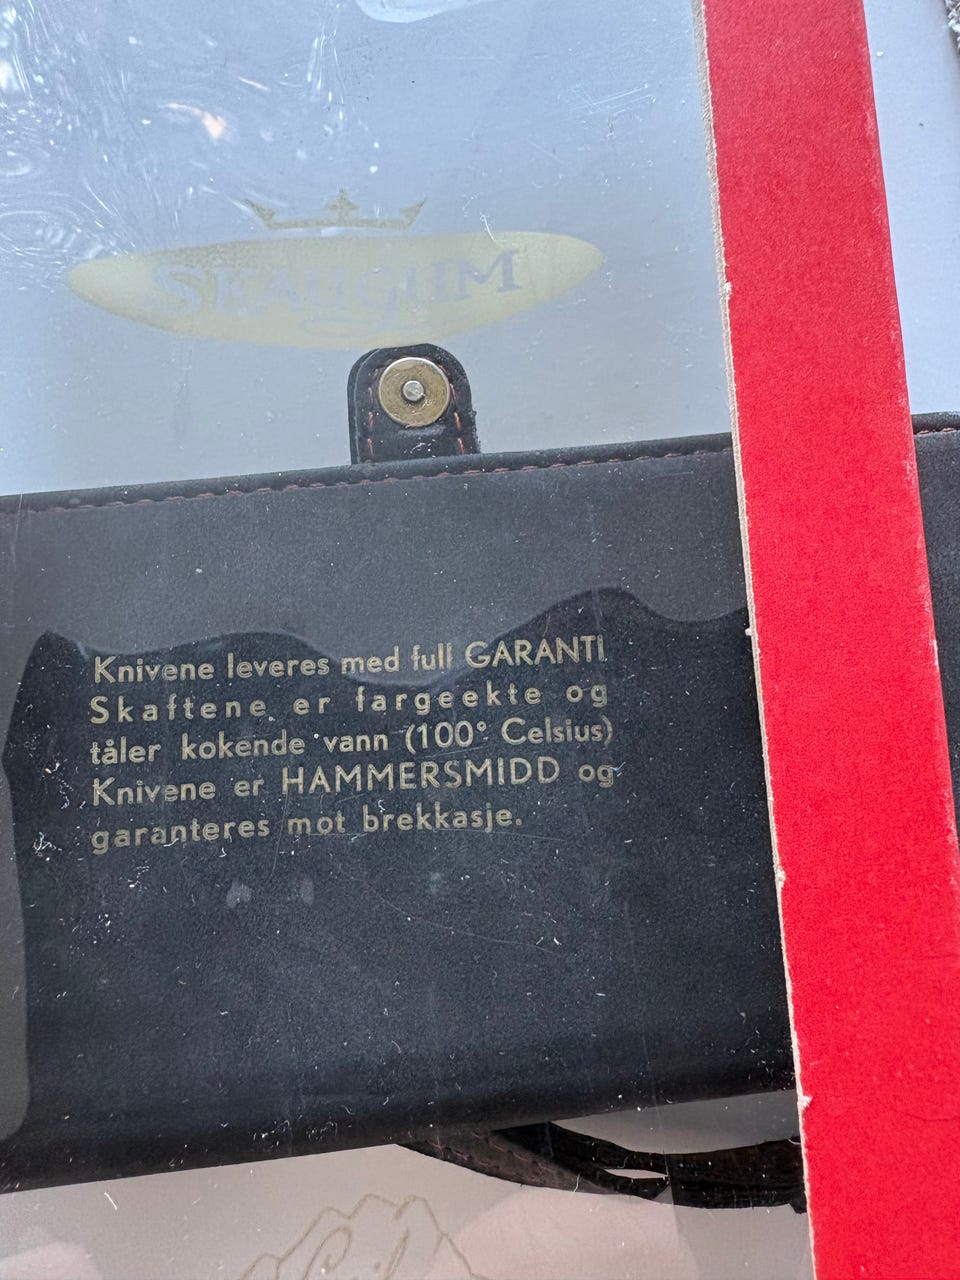 SKAUGUM
Knivene leveres med full GARANTI
Skaftene er fargeekte og
tåler kokende vann (100° Celsius)
Knivene er HAMMERSMIDD og
garanteres mot brekkasje.